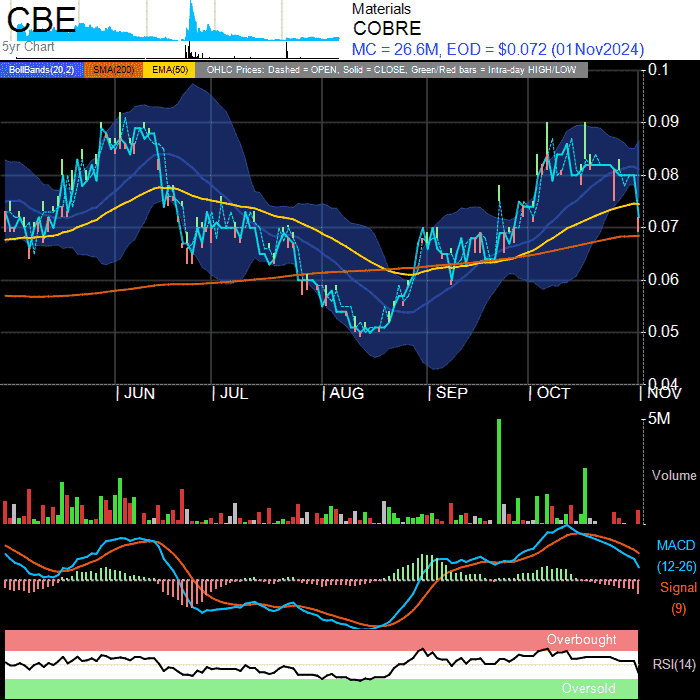 CBE
5yr Chart
Materials
COBRE
MC = 26.6M, EOD = $0.072 (01Nov2024)
BollBands(20,2) SMA(200) EMA(50) OHLC Prices: Dashed = OPEN, Solid = CLOSE, Green/Red bars = Intra-day HIGH/LOW
0.1
0.09
0.08
0.07
0.06
0.05
0.04
| JUN | JUL | AUG | SEP | OCT | NOV
5M
Volume
MACD
(12-26)
Signal
(9)
Overbought
RSI(14)
Oversold